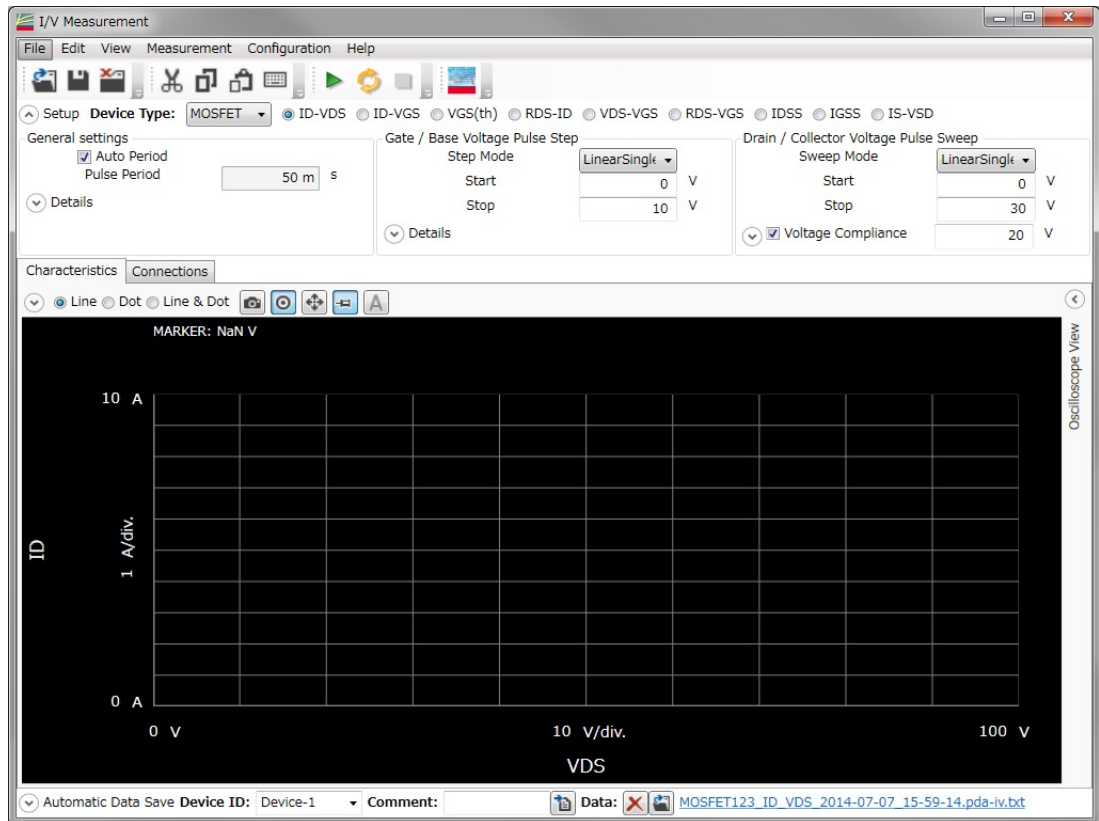 I/V Measurement
File Edit View Measurement Configuration Help
Setup Device Type: MOSFET ID-VDS ID-VGS VGS(th) RDS-ID VDS-VGS RDS-VGS IDSS IGSS IS-VSD
General settings
Auto Period
Pulse Period 50 m s
Details
Gate / Base Voltage Pulse Step
Step Mode LinearSingle
Start 0 V
Stop 10 V
Details
Drain / Collector Voltage Pulse Sweep
Sweep Mode LinearSingle
Start 0 V
Stop 30 V
Voltage Compliance 20 V
Characteristics Connections
Line Dot Line & Dot A
Oscilloscope View
MARKER: NaN V
10 A
ID
1 A/div.
0 A
0 V 10 V/div. 100 V
VDS
Automatic Data Save Device ID: Device-1 Comment: Data: MOSFET123_ID_VDS_2014-07-07_15-59-14.pda-iv.txt